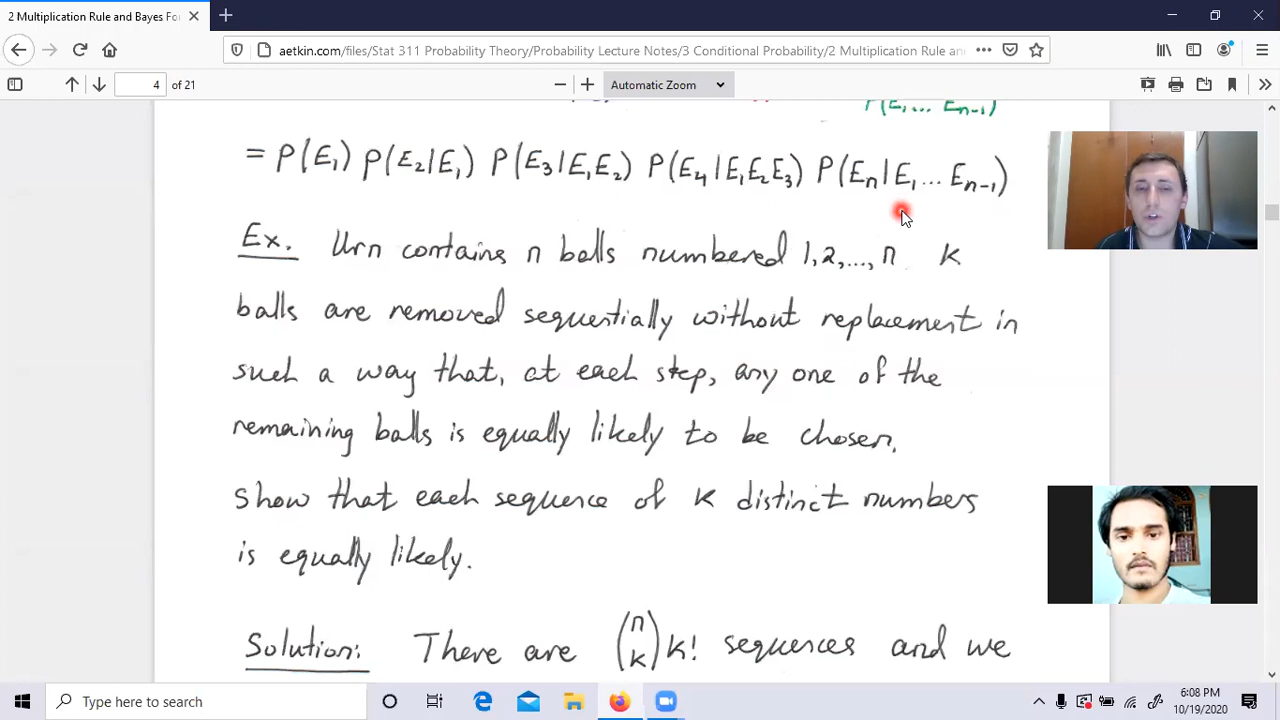 2 Multiplication Rule and Bayes For
aetkin.com/files/Stat 311 Probability Theory/Probability Lecture Notes/3 Conditional Probability/2 Multiplication Rule and
4 of 21
Automatic Zoom
P(E₁... Eₙ₋₁)
= P(E₁) P(E₂|E₁) P(E₃|E₁E₂) P(E₄|E₁E₂E₃) P(Eₙ|E₁... Eₙ₋₁)
Ex. Urn contains n balls numbered 1,2,...,n. K
balls are removed sequentially without replacement in
such a way that, at each step, any one of the
remaining balls is equally likely to be chosen.
Show that each sequence of K distinct numbers
is equally likely.
Solution: There are (n K) K! sequences and we
Type here to search
6:08 PM
10/19/2020